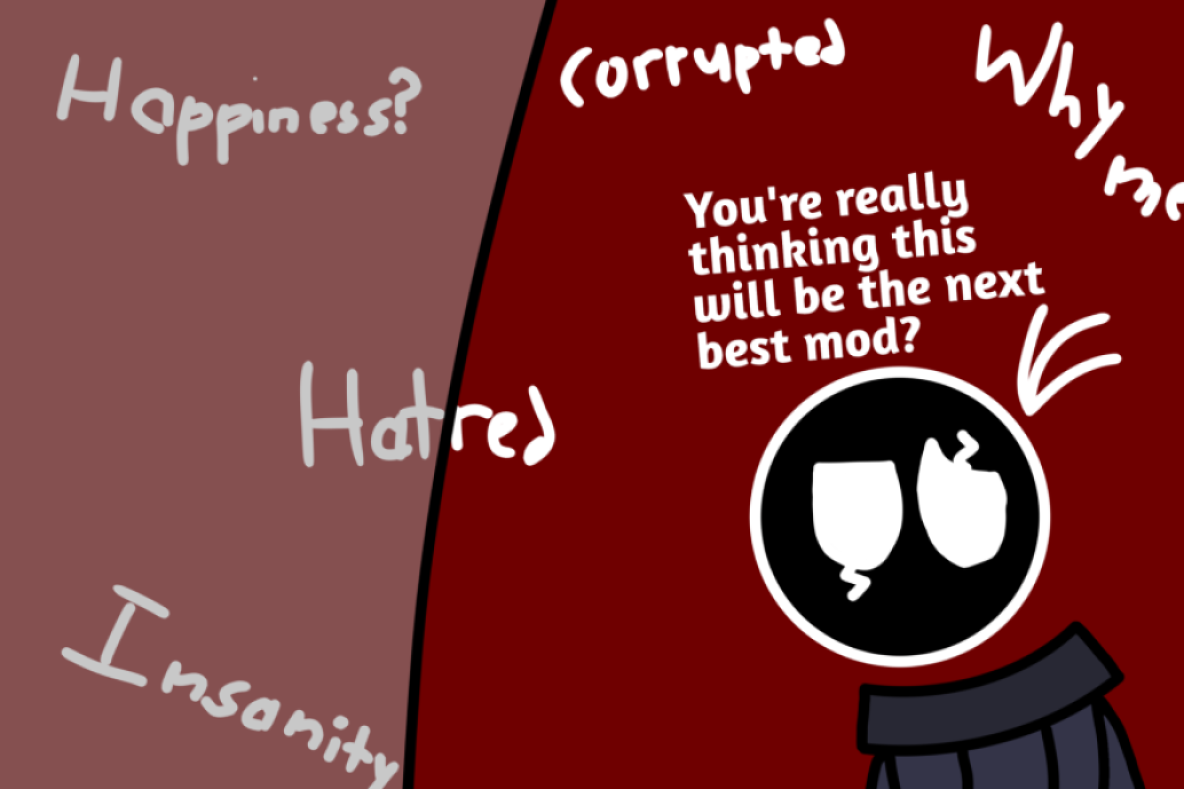 Happiness?
Corrupted
Why
me
You're really
thinking this
will be the next
best mod?
Hatred
Insanity